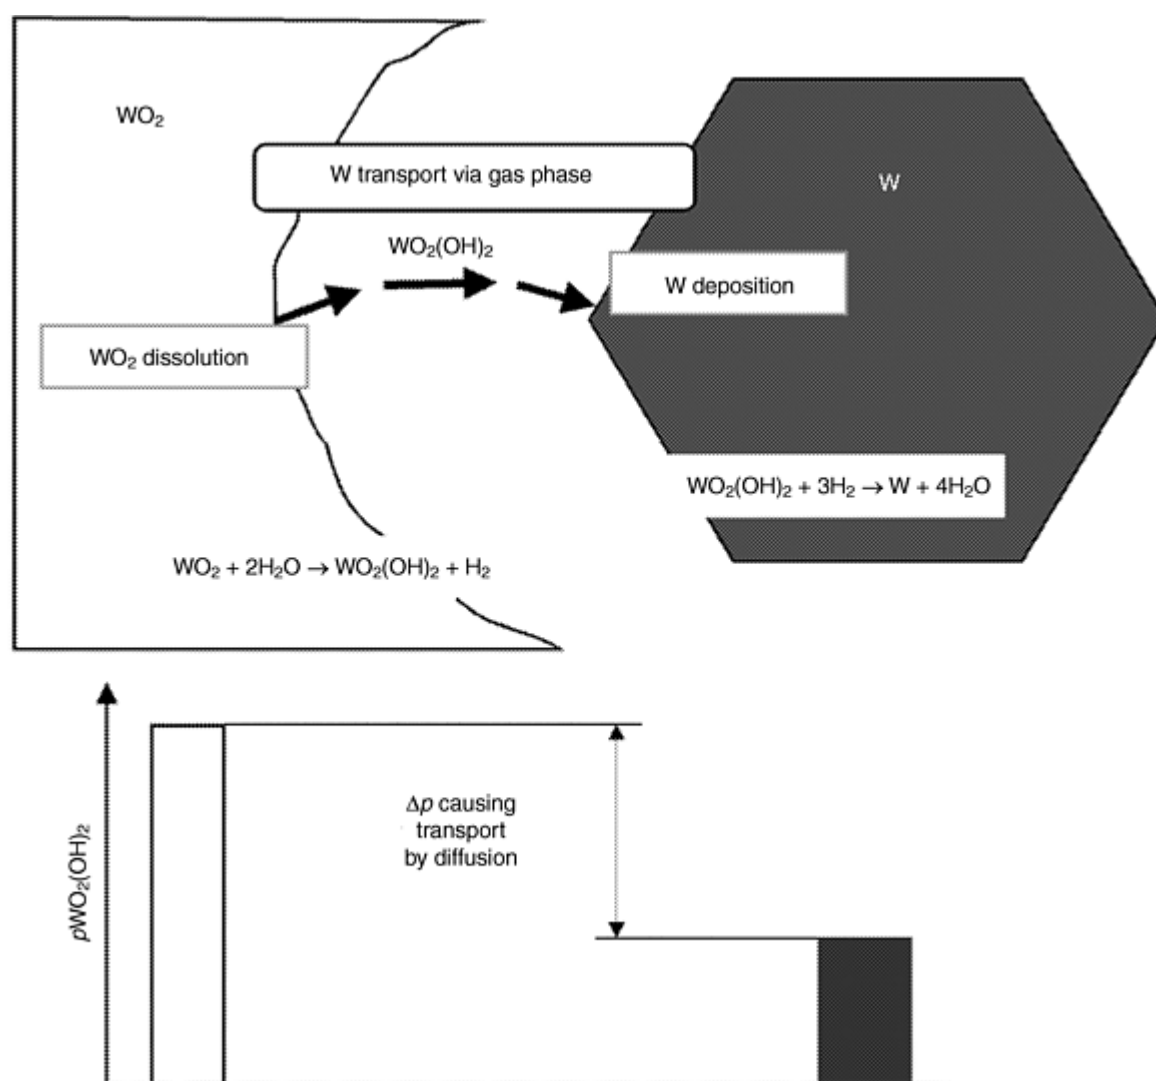 WO₂
W transport via gas phase
W
WO₂(OH)₂
W deposition
WO₂ dissolution
WO₂(OH)₂ + 3H₂ → W + 4H₂O
WO₂ + 2H₂O → WO₂(OH)₂ + H₂
pWO₂(OH)₂
Δp causing
transport
by diffusion